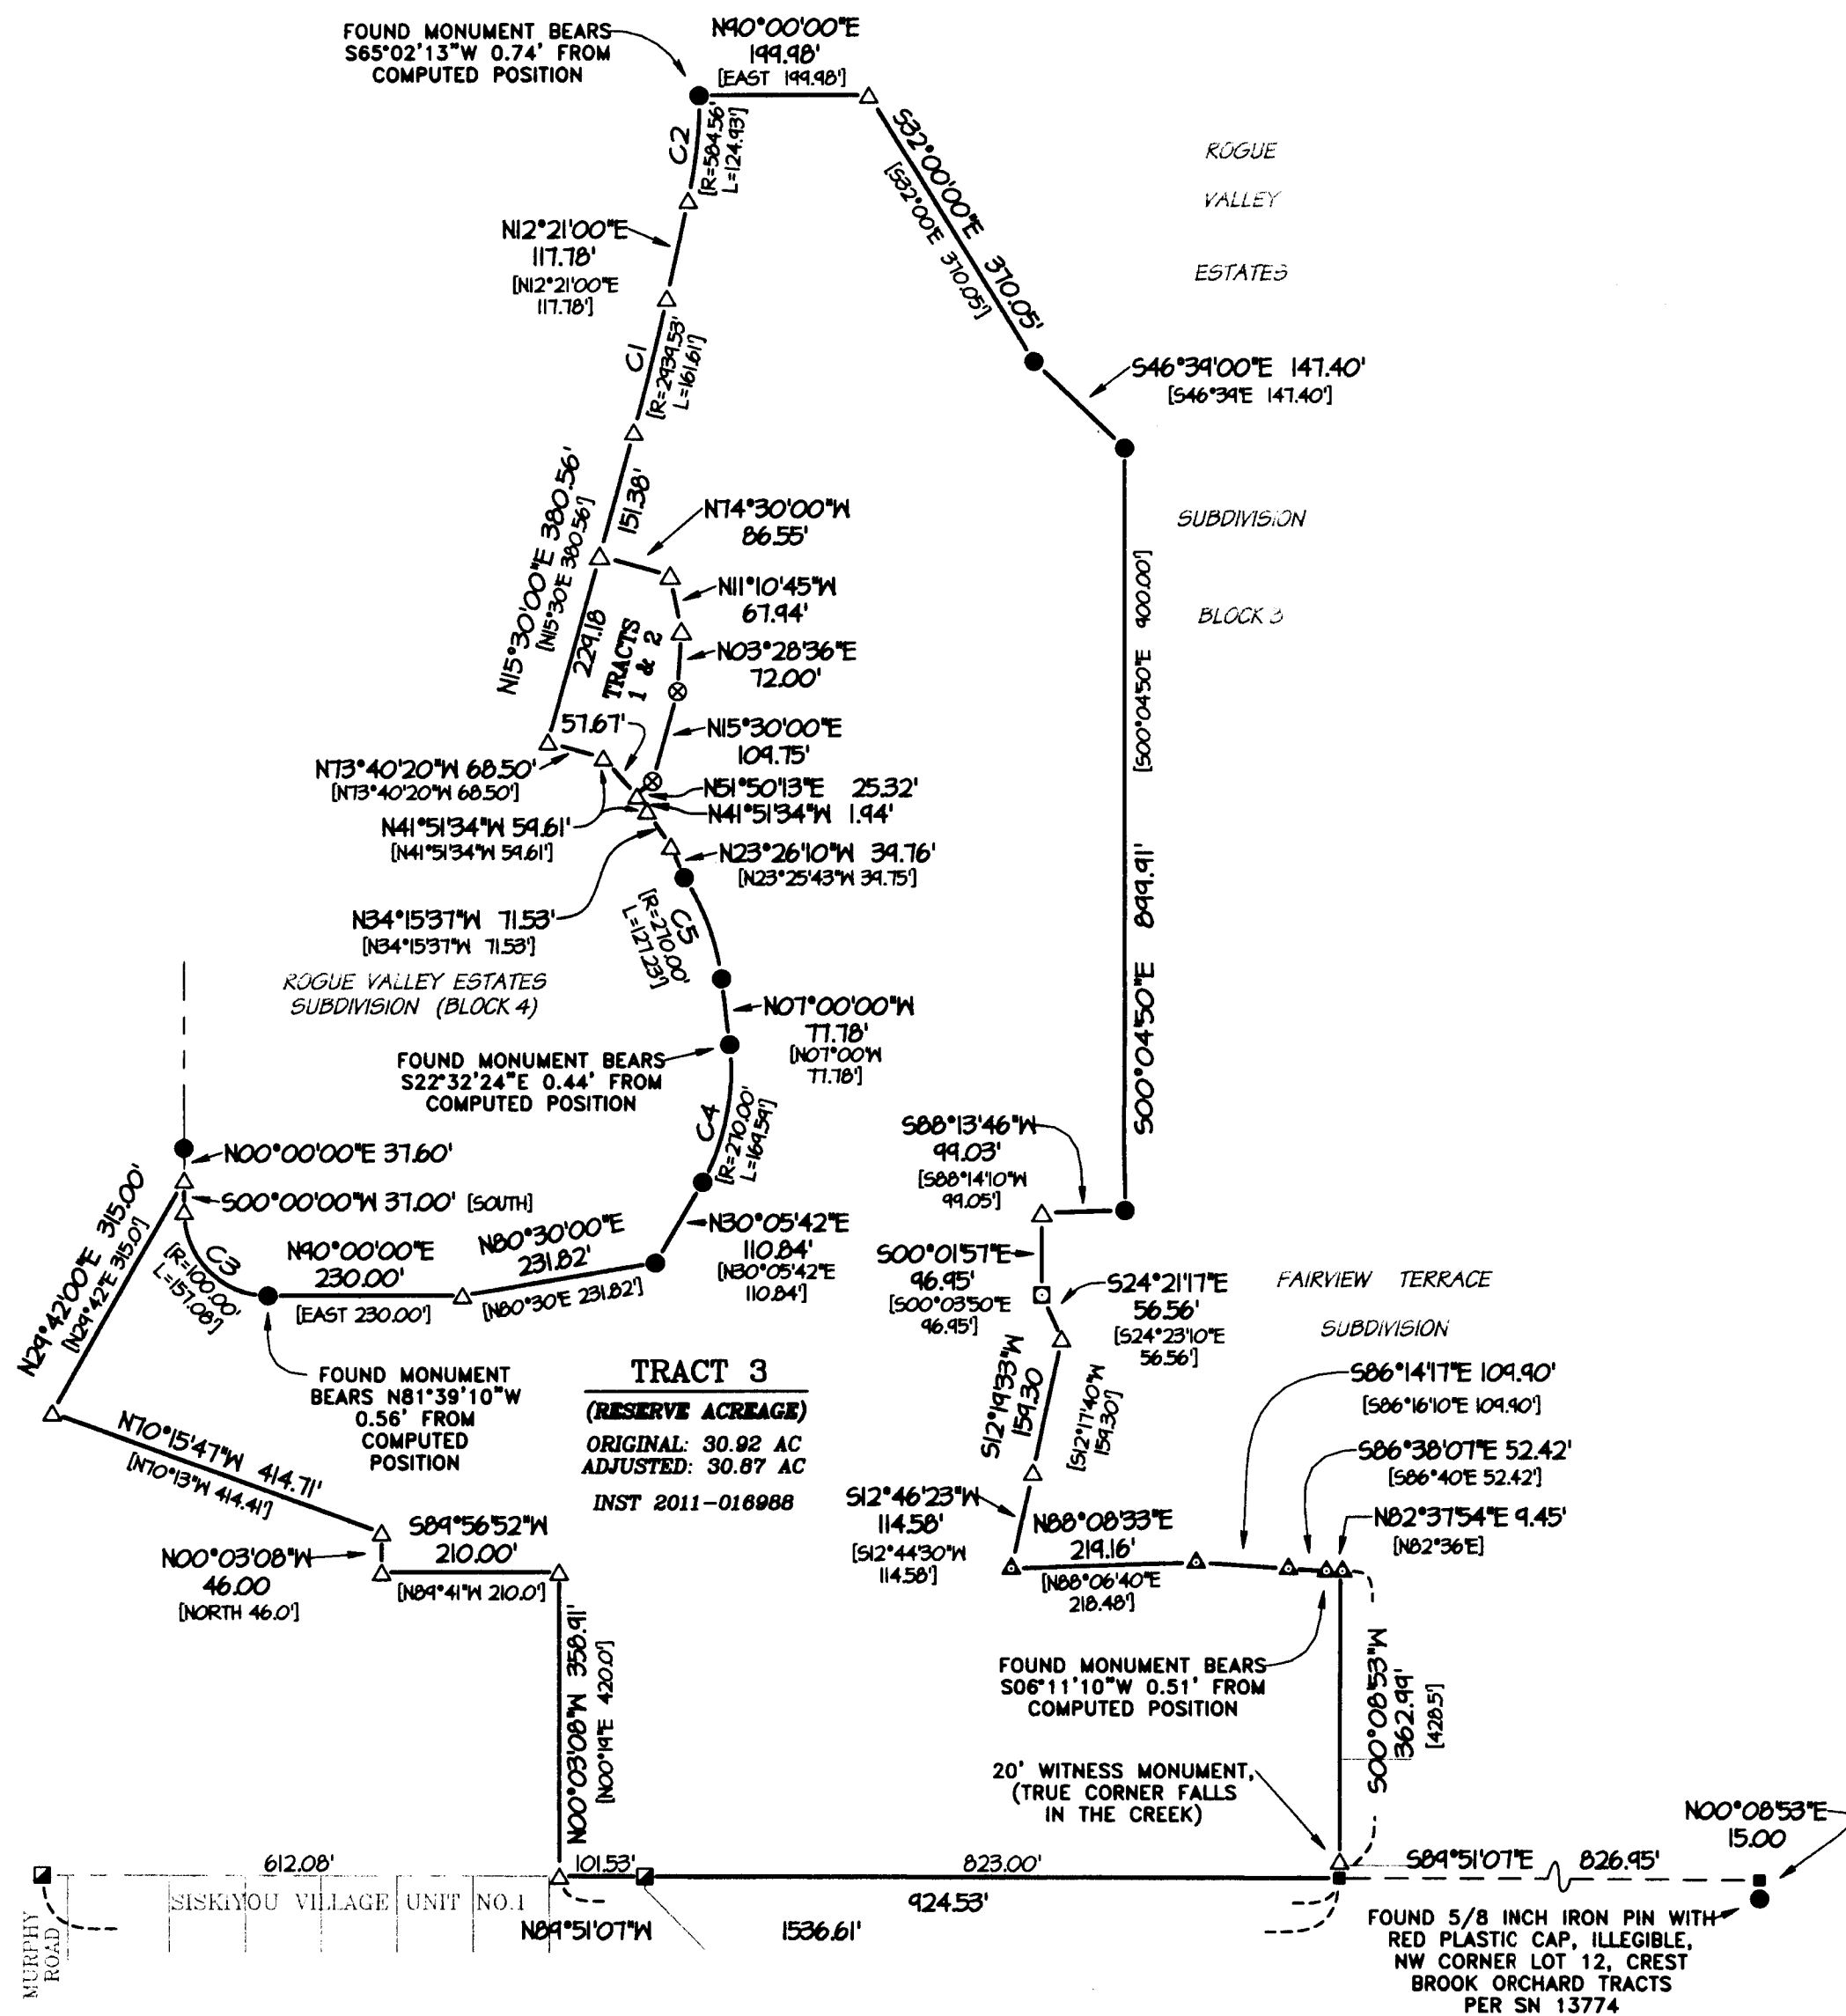 FOUND MONUMENT BEARS
S65°02'13"W 0.74' FROM
COMPUTED POSITION
N90°00'00"E
199.98'
[EAST 199.98']
C2
[R=584.56'
L=124.93']
S32°00'00"E 370.05'
[S32°00'E 370.05']
ROGUE
VALLEY
ESTATES
SUBDIVISION
BLOCK 3
N12°21'00"E
117.78'
[N12°21'00"E
117.78']
C1
[R=2939.53'
L=161.61']
S46°39'00"E 147.40'
[S46°39'E 147.40']
N15°30'00"E 380.56'
[N15°30'E 380.56']
151.38'
229.18
TRACTS
1 & 2
N74°30'00"W
86.55'
N11°10'45"W
67.94'
N03°28'36"E
72.00'
57.67'
N15°30'00"E
109.75'
N73°40'20"W 68.50'
[N73°40'20"W 68.50']
N51°50'13"E 25.32'
N41°51'34"W 1.94'
N41°51'34"W 59.61'
[N41°51'34"W 59.61']
N23°26'10"W 39.76'
[N23°25'43"W 39.75']
N34°15'37"W 71.53'
[N34°15'37"W 71.53']
C5
[R=270.00'
L=127.23']
S00°04'50"E 899.91'
[S00°04'50"E 900.00']
ROGUE VALLEY ESTATES
SUBDIVISION (BLOCK 4)
N07°00'00"W
77.78'
[N07°00'W
77.78']
FOUND MONUMENT BEARS
S22°32'24"E 0.44' FROM
COMPUTED POSITION
C4
[R=270.00'
L=169.59']
N00°00'00"E 37.60'
S00°00'00"W 37.00' [SOUTH]
N29°42'00"E 315.00'
[N29°42'E 315.0']
C3
[R=100.00'
L=157.08']
N90°00'00"E
230.00'
[EAST 230.00']
N80°30'00"E
231.82'
[N80°30'E 231.82']
N30°05'42"E
110.84'
[N30°05'42"E
110.84']
S88°13'46"W
99.03'
[S88°14'10"W
99.05']
S00°01'57"E
96.95'
[S00°03'50"E
96.95']
S24°21'17"E
56.56'
[S24°23'10"E
56.56']
FAIRVIEW TERRACE
SUBDIVISION
FOUND MONUMENT
BEARS N81°39'10"W
0.56' FROM
COMPUTED
POSITION
TRACT 3
(RESERVE ACREAGE)
ORIGINAL: 30.92 AC
ADJUSTED: 30.87 AC
INST 2011-016988
S12°19'33"W
159.30
[S12°17'40"W
159.30']
S86°14'17"E 109.90'
[S86°16'10"E 109.90']
S86°38'07"E 52.42'
[S86°40'E 52.42']
N70°15'47"W 414.71'
[N70°13'W 414.41']
S12°46'23"W
114.58'
[S12°44'30"W
114.58']
N88°08'33"E
219.16'
[N88°06'40"E
218.48']
N82°37'54"E 9.45'
[N82°36'E]
S89°56'52"W
210.00'
[N89°41'W 210.0']
N00°03'08"W
46.00
[NORTH 46.0']
N00°03'08"W 358.91'
[N00°19'E 420.0']
FOUND MONUMENT BEARS
S06°11'10"W 0.51' FROM
COMPUTED POSITION
S00°08'53"W
362.99'
[428.5']
20' WITNESS MONUMENT,
(TRUE CORNER FALLS
IN THE CREEK)
N00°08'53"E
15.00
612.08'
101.53'
823.00'
S89°51'07"E 826.95'
924.53'
SISKIYOU VILLAGE UNIT NO.1
MURPHY
ROAD
N89°51'07"W 1536.61'
FOUND 5/8 INCH IRON PIN WITH
RED PLASTIC CAP, ILLEGIBLE,
NW CORNER LOT 12, CREST
BROOK ORCHARD TRACTS
PER SN 13774